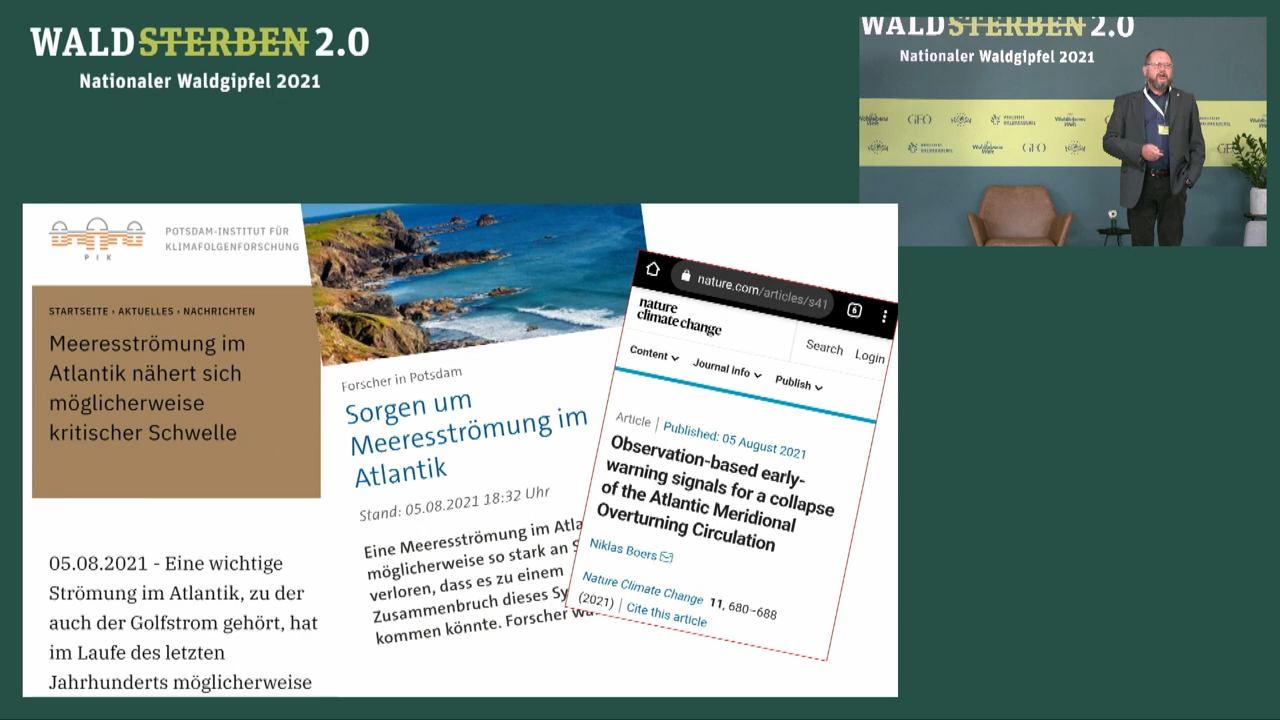 WALDSTERBEN 2.0
Nationaler Waldgipfel 2021
WALDSTERBEN 2.0
Nationaler Waldgipfel 2021
GEO
GEO
PIK
POTSDAM-INSTITUT FÜR
KLIMAFOLGENFORSCHUNG
STARTSEITE › AKTUELLES › NACHRICHTEN
Meeresströmung im
Atlantik nähert sich
möglicherweise
kritischer Schwelle
05.08.2021 - Eine wichtige
Strömung im Atlantik, zu der
auch der Golfstrom gehört, hat
im Laufe des letzten
Jahrhunderts möglicherweise
Forscher in Potsdam
Sorgen um
Meeresströmung im
Atlantik
Stand: 05.08.2021 18:32 Uhr
Eine Meeresströmung im Atla
möglicherweise so stark an S
verloren, dass es zu einem
Zusammenbruch dieses Sy
kommen könnte. Forscher
nature.com/articles/s41
6
nature
climate change
Search Login
Content Journal info Publish
Article | Published: 05 August 2021
Observation-based early-
warning signals for a collapse
of the Atlantic Meridional
Overturning Circulation
Niklas Boers
Nature Climate Change 11, 680–688
(2021) | Cite this article